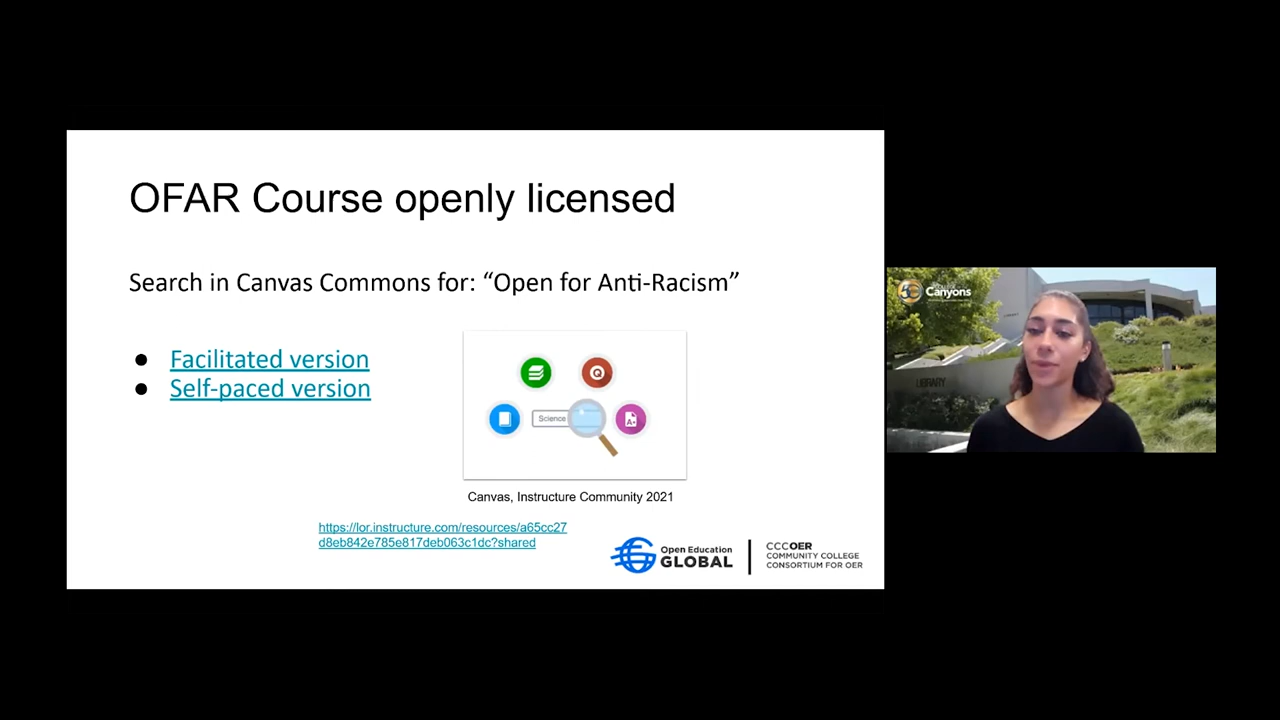 OFAR Course openly licensed
Search in Canvas Commons for: “Open for Anti-Racism”
● Facilitated version
● Self-paced version
Science
A+
Canvas, Instructure Community 2021
https://lor.instructure.com/resources/a65cc27
d8eb842e785e817deb063c1dc?shared
Open Education
GLOBAL
CCCOER
COMMUNITY COLLEGE
CONSORTIUM FOR OER
Canyons
LIBRARY